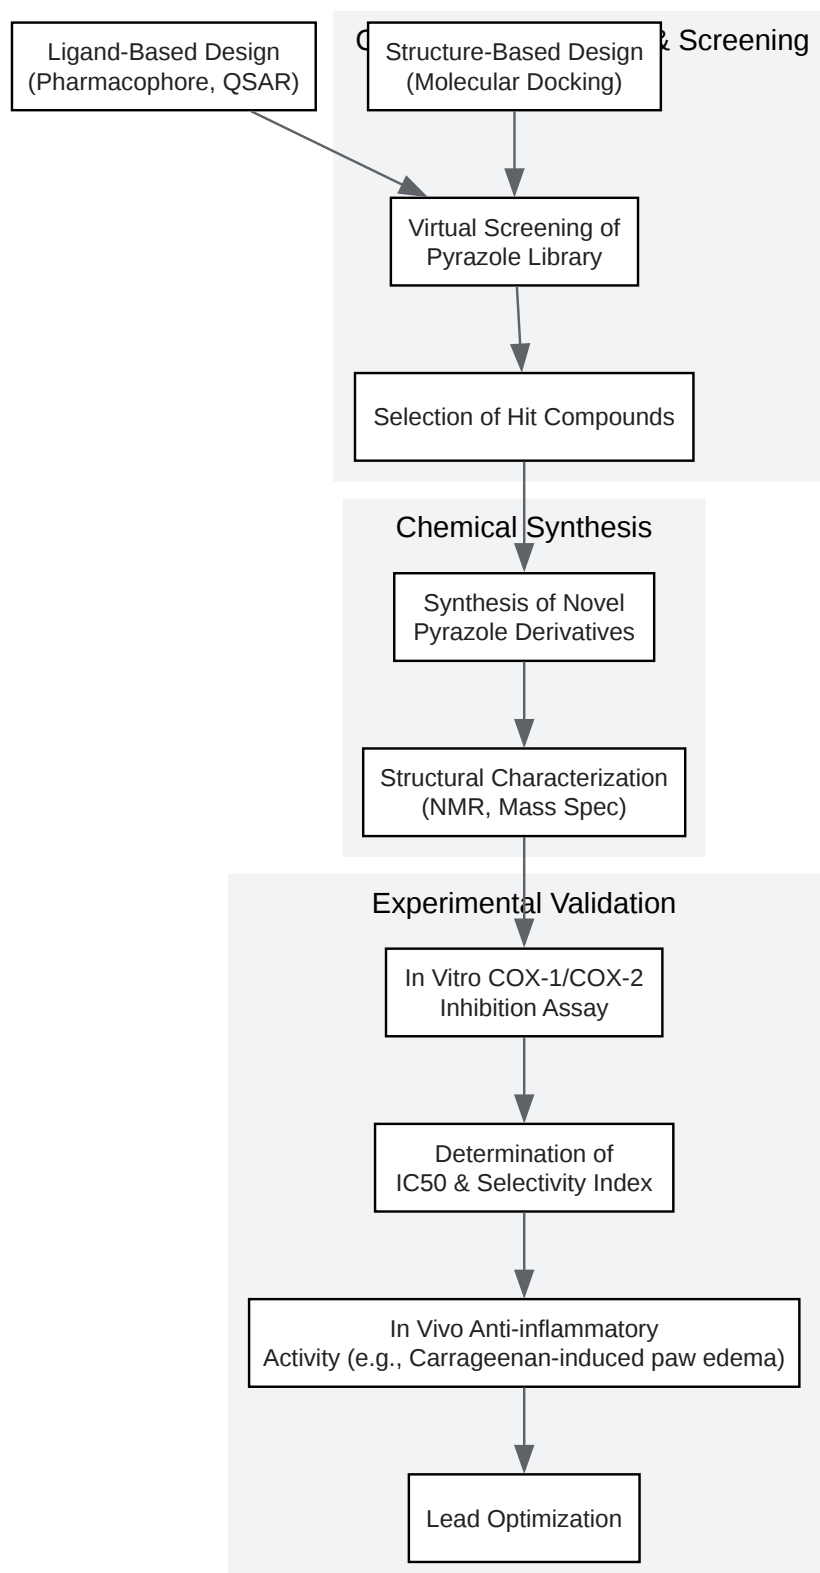 Ligand-Based Design
(Pharmacophore, QSAR)
Structure-Based Design
(Molecular Docking)
& Screening
Virtual Screening of
Pyrazole Library
Selection of Hit Compounds
Chemical Synthesis
Synthesis of Novel
Pyrazole Derivatives
Structural Characterization
(NMR, Mass Spec)
Experimental Validation
In Vitro COX-1/COX-2
Inhibition Assay
Determination of
IC50 & Selectivity Index
In Vivo Anti-inflammatory
Activity (e.g., Carrageenan-induced paw edema)
Lead Optimization